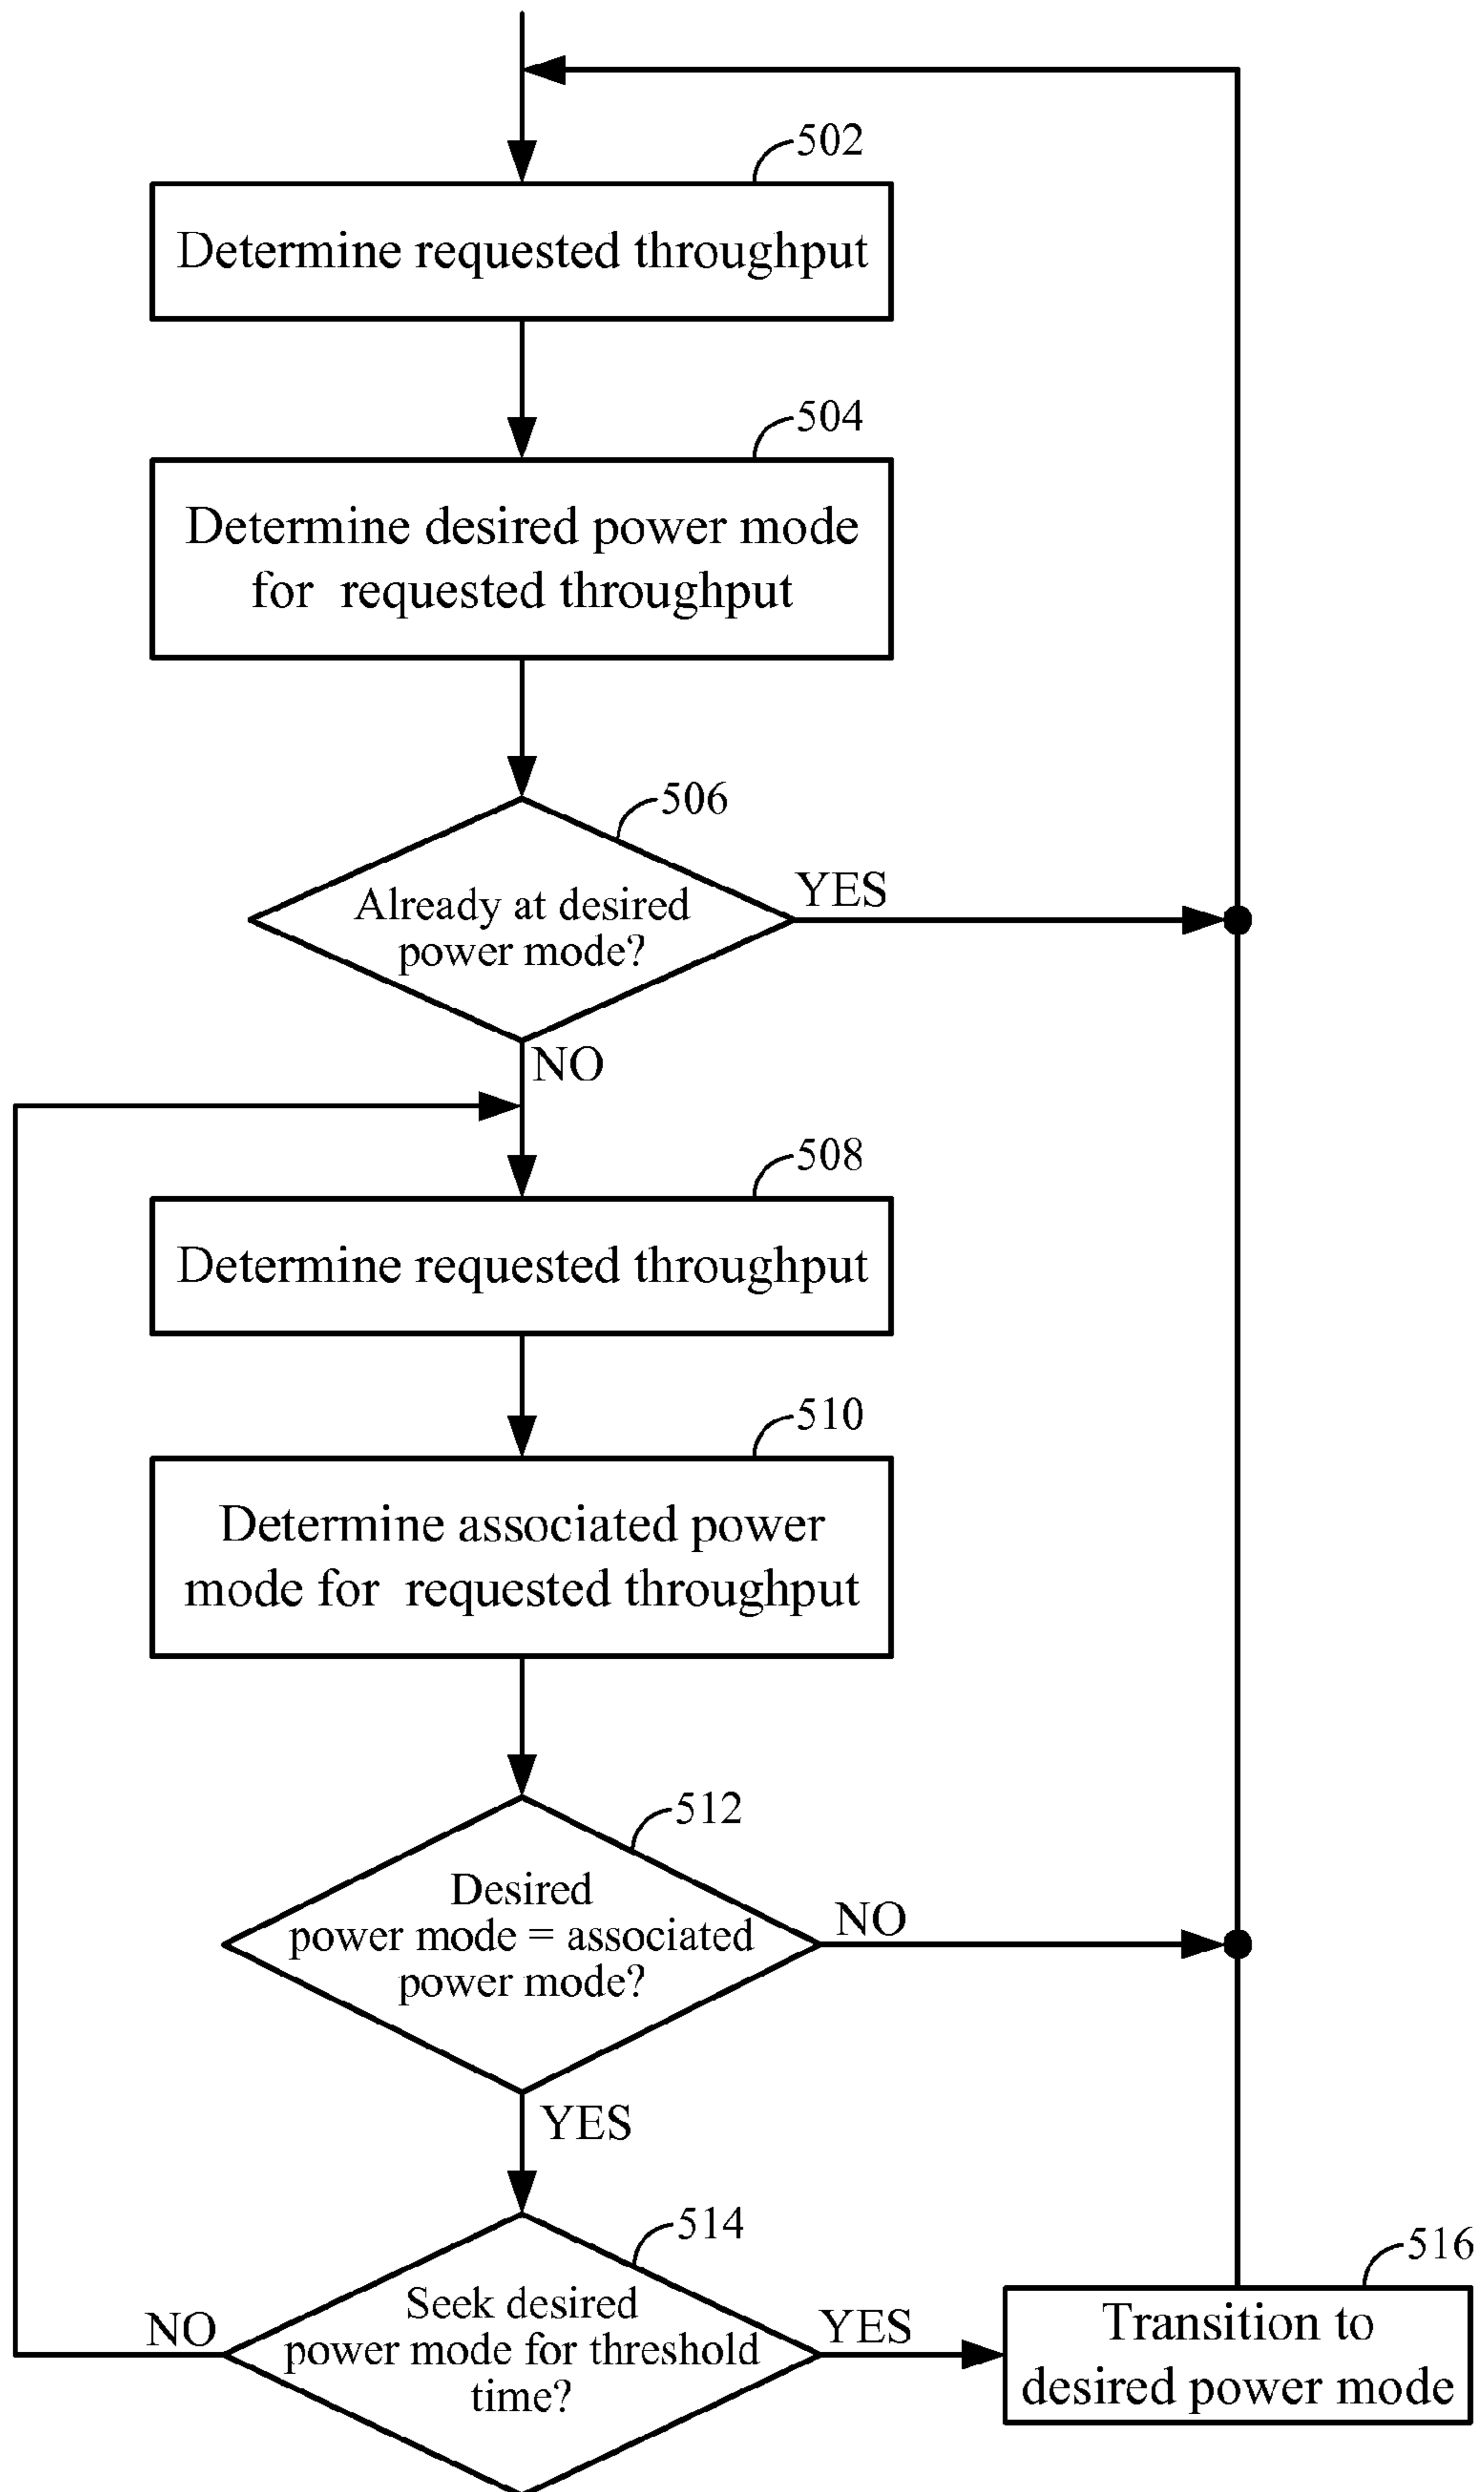 502
Determine requested throughput
504
Determine desired power mode
for requested throughput
506
Already at desired
power mode?
YES
NO
508
Determine requested throughput
510
Determine associated power
mode for requested throughput
512
Desired
power mode = associated
power mode?
NO
YES
514
Seek desired
power mode for threshold
time?
NO
YES
516
Transition to
desired power mode